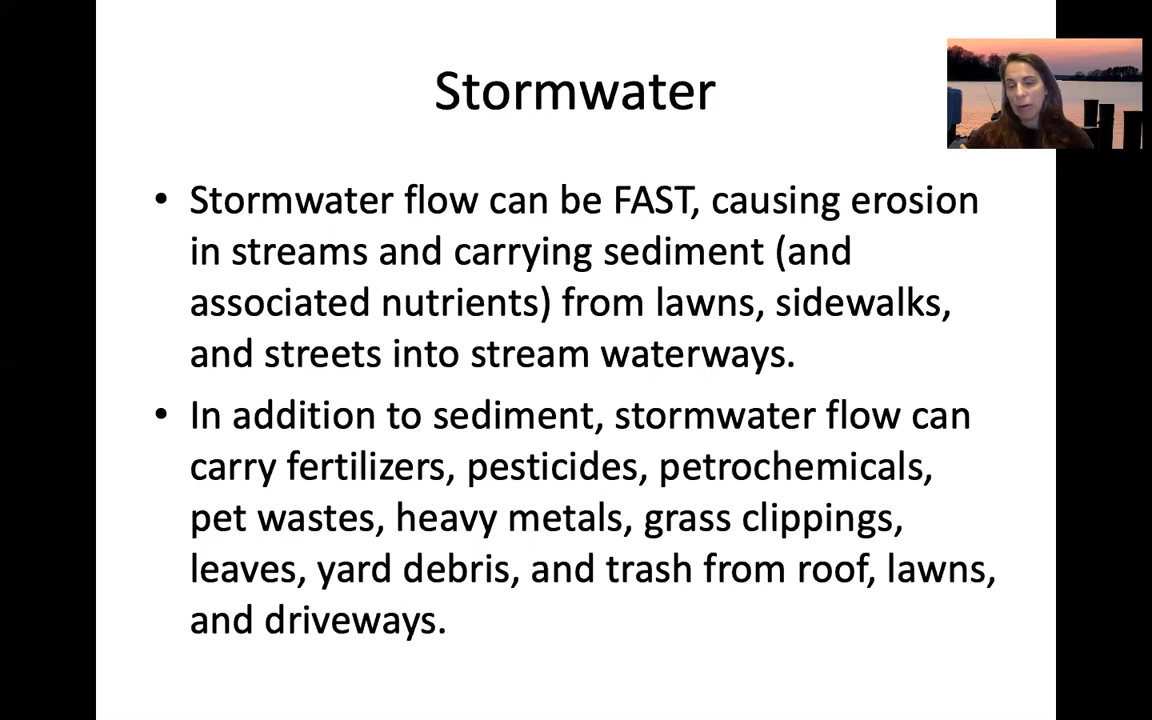 Stormwater
• Stormwater flow can be FAST, causing erosion
in streams and carrying sediment (and
associated nutrients) from lawns, sidewalks,
and streets into stream waterways.
• In addition to sediment, stormwater flow can
carry fertilizers, pesticides, petrochemicals,
pet wastes, heavy metals, grass clippings,
leaves, yard debris, and trash from roof, lawns,
and driveways.